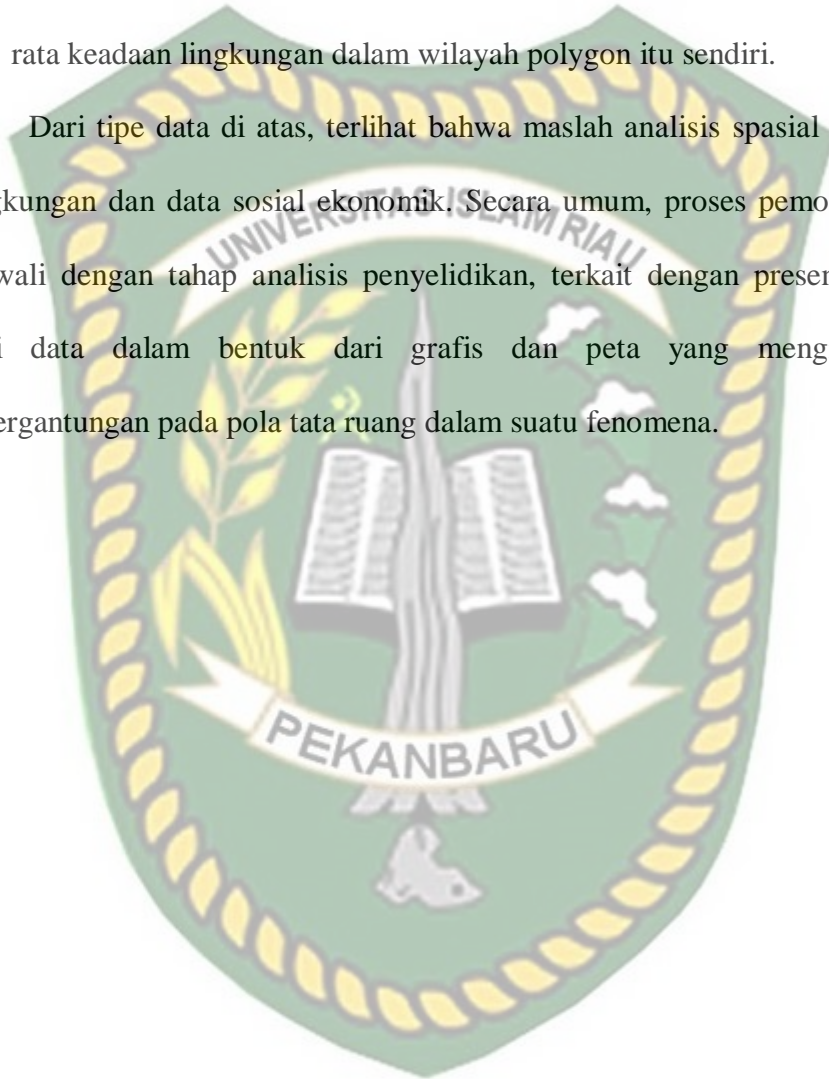 rata keadaan lingkungan dalam wilayah polygon itu sendiri.
Dari tipe data di atas, terlihat bahwa maslah analisis spasial
gkungan dan data sosial ekonomik. Secara umum, proses pemo
UNIVERSITAS ISLAM RIAU
wali dengan tahap analisis penyelidikan, terkait dengan preser
i data dalam bentuk dari grafis dan peta yang meng
ergantungan pada pola tata ruang dalam suatu fenomena.
PEKANBARU